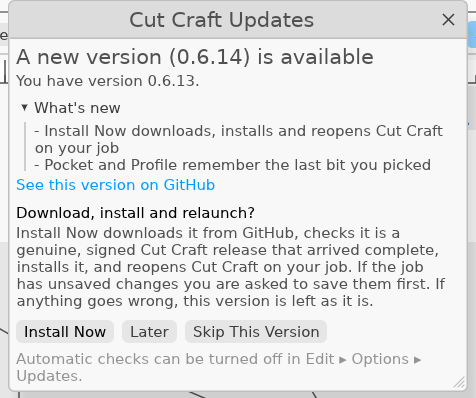 Cut Craft Updates
A new version (0.6.14) is available
You have version 0.6.13.
▾ What's new
- Install Now downloads, installs and reopens Cut Craft
on your job
- Pocket and Profile remember the last bit you picked
See this version on GitHub
Download, install and relaunch?
Install Now downloads it from GitHub, checks it is a
genuine, signed Cut Craft release that arrived complete,
installs it, and reopens Cut Craft on your job. If the job
has unsaved changes you are asked to save them first. If
anything goes wrong, this version is left as it is.
Install Now Later Skip This Version
Automatic checks can be turned off in Edit ▸ Options ▸
Updates.